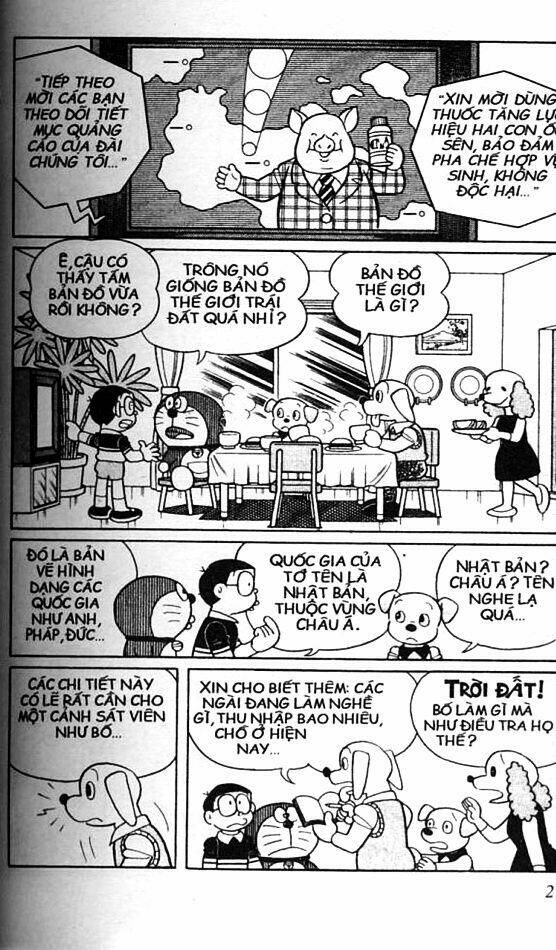 "TIẾP THEO
MỜI CÁC BẠN
THEO DÕI TIẾT
MỤC QUẢNG
CÁO CỦA ĐÀI
CHÚNG TÔI..."
"XIN MỜI DÙNG
THUỐC TĂNG LỰC
HIỆU HAI CON ỐC
SÊN, BẢO ĐẢM
PHA CHẾ HỢP VỆ
SINH, KHÔNG
ĐỘC HẠI..."
Ê, CẬU CÓ
THẤY TẤM
BẢN ĐỒ VỪA
RỒI KHÔNG?
TRÔNG NÓ
GIỐNG BẢN ĐỒ
THẾ GIỚI TRÁI
ĐẤT QUÁ NHỈ?
BẢN ĐỒ
THẾ GIỚI
LÀ GÌ?
ĐÓ LÀ BẢN
VẼ HÌNH
DẠNG CÁC
QUỐC GIA
NHƯ ANH,
PHÁP, ĐỨC...
QUỐC GIA CỦA
TỚ TÊN LÀ
NHẬT BẢN,
THUỘC VÙNG
CHÂU Á.
NHẬT BẢN?
CHÂU Á? TÊN
NGHE LẠ
QUÁ...
CÁC CHI TIẾT NÀY
CÓ LẼ RẤT CẦN CHO
MỘT CẢNH SÁT VIÊN
NHƯ BỐ...
XIN CHO BIẾT THÊM: CÁC
NGÀI ĐANG LÀM NGHỀ
GÌ, THU NHẬP BAO NHIÊU,
CHỖ Ở HIỆN
NAY...
TRỜI ĐẤT!
BỐ LÀM GÌ MÀ
NHƯ ĐIỀU TRA HỌ
THẾ?
2